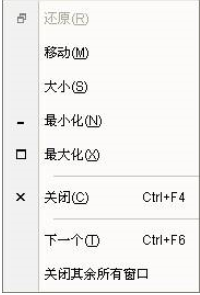 还原(R)
移动(M)
大小(S)
最小化(N)
最大化(X)
关闭(C) Ctrl+F4
下一个(T) Ctrl+F6
关闭其余所有窗口